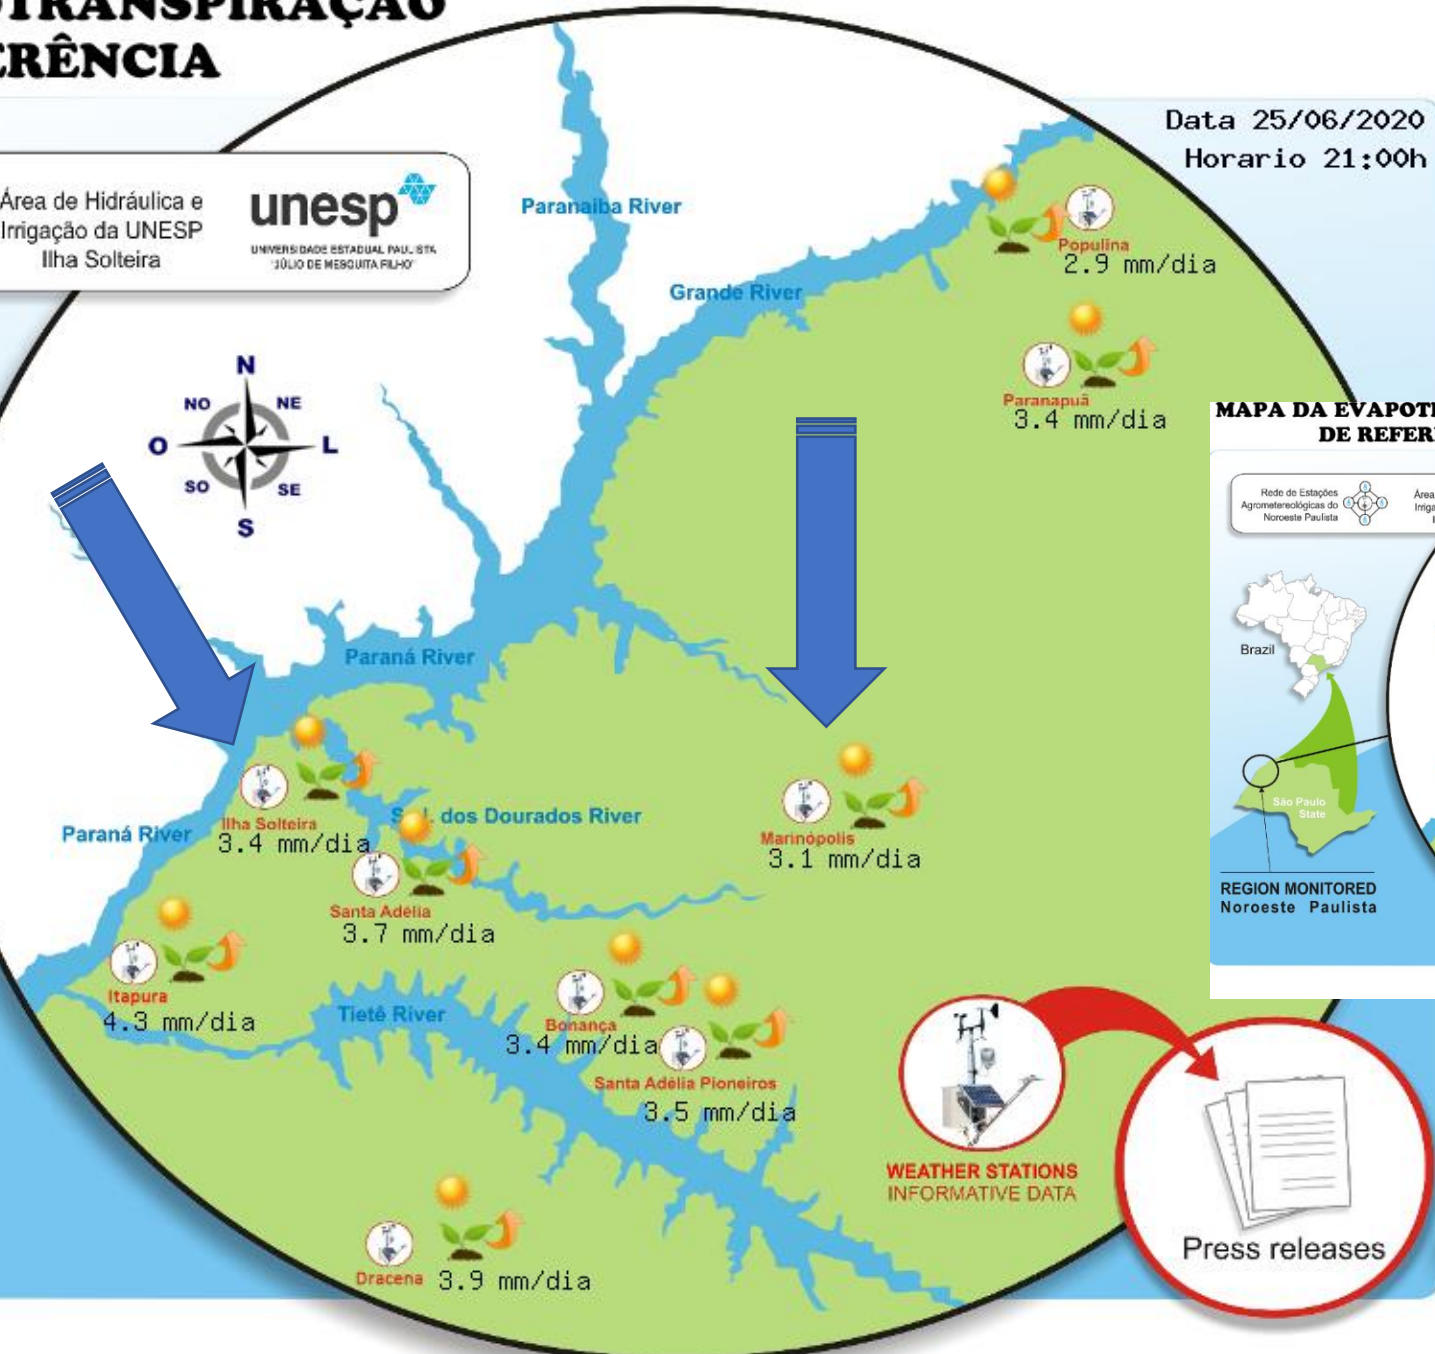 ERÊNCIA
Data 25/06/2020
Horario 21:00h
Área de Hidráulica e
Irrigação da UNESP
Ilha Solteira
unesp
UNIVERSIDADE ESTADUAL PAULISTA
"JÚLIO DE MESQUITA FILHO"
Paranaiba River
Grande River
Populina
2.9 mm/dia
Paranapuã
3.4 mm/dia
N
NO
NE
O
L
SO
SE
S
Paraná River
Paraná River
Ilha Solteira
3.4 mm/dia
dos Dourados River
Marinópolis
3.1 mm/dia
Santa Adélia
3.7 mm/dia
Itapura
4.3 mm/dia
Tietê River
Bonança
3.4 mm/dia
Santa Adélia Pioneiros
3.5 mm/dia
Dracena 3.9 mm/dia
WEATHER STATIONS
INFORMATIVE DATA
Press releases
MAPA DA
DE
Rede de Estações
Agrometereológicas do
Noroeste Paulista
Brazil
São Paulo
State
REGION MONITORED
Noroeste Paulista